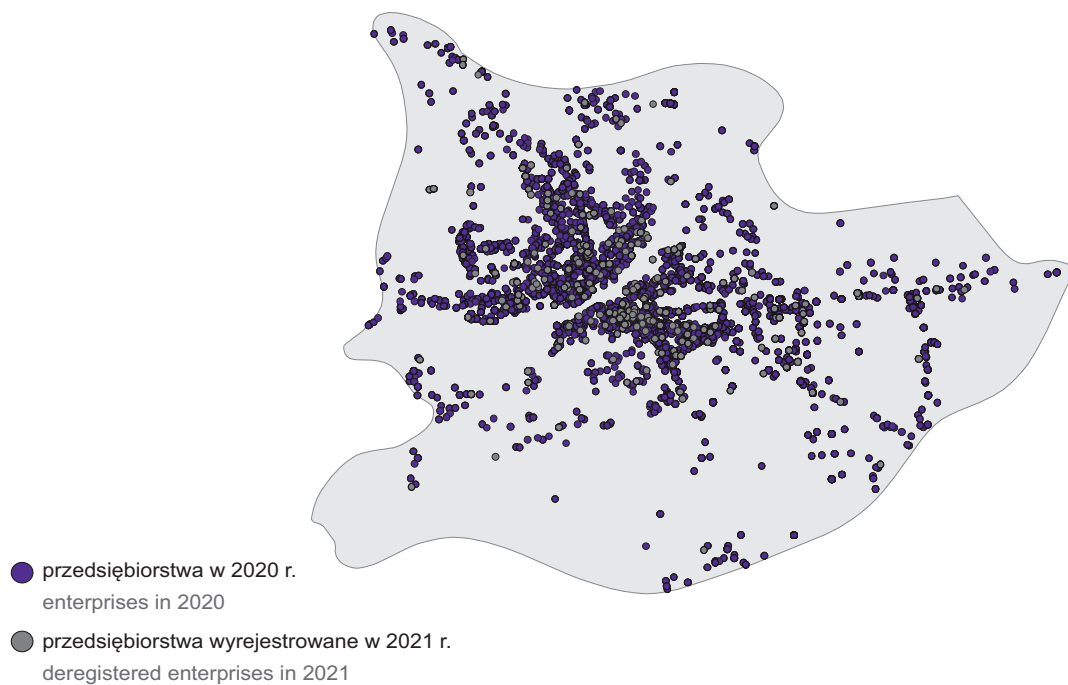 przedsiębiorstwa w 2020 r.
enterprises in 2020
przedsiębiorstwa wyrejestrowane w 2021 r.
deregistered enterprises in 2021